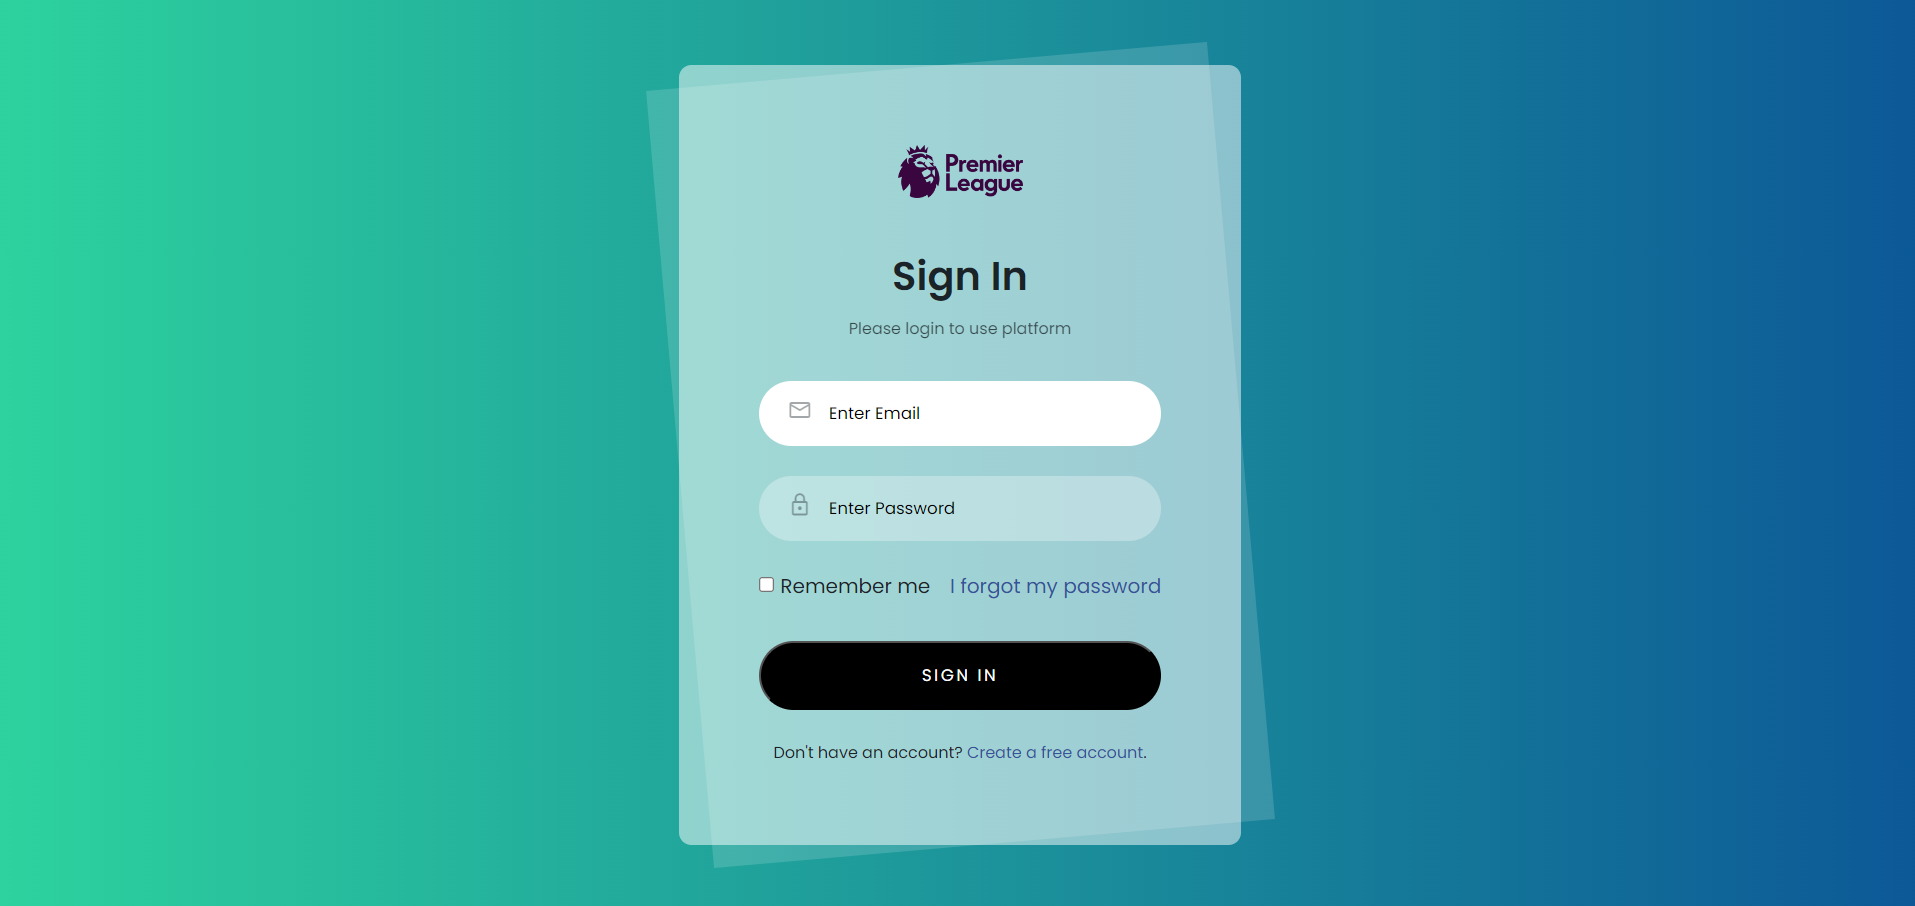 Premier
League
Sign In
Please login to use platform
Enter Email
Enter Password
Remember me I forgot my password
SIGN IN
Don't have an account? Create a free account.